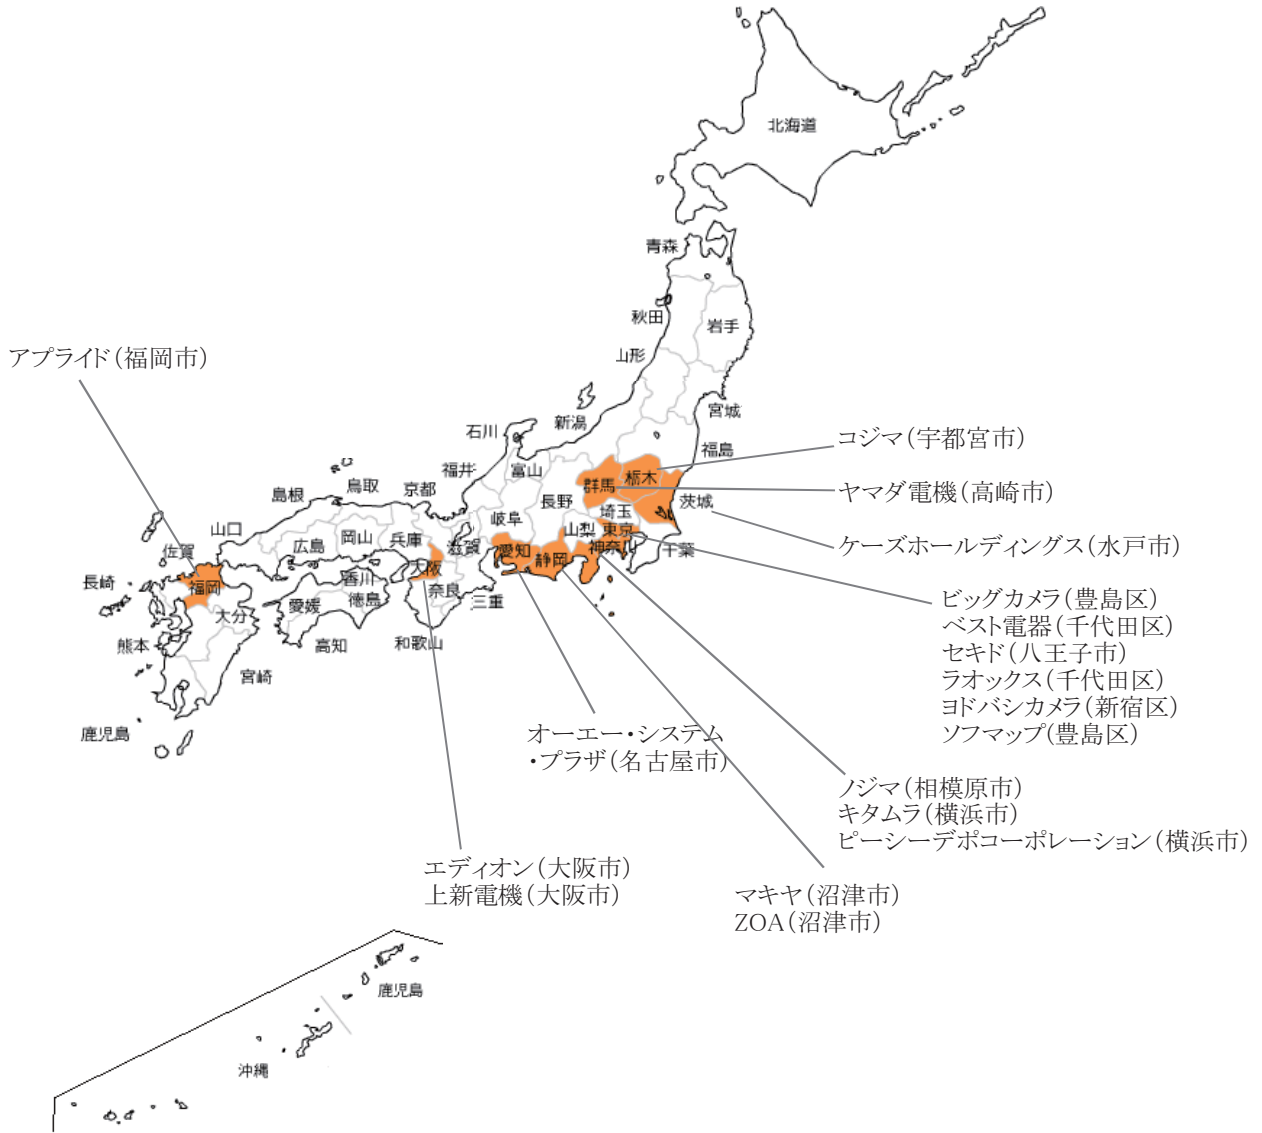 北海道
青森
秋田
岩手
山形
宮城
新潟
福島
石川
富山
福井
長野
群馬
栃木
茨城
埼玉
東京
山梨
神奈川
千葉
岐阜
愛知
静岡
滋賀
三重
京都
兵庫
大阪
奈良
和歌山
鳥取
島根
岡山
広島
山口
香川
徳島
愛媛
高知
佐賀
福岡
長崎
大分
熊本
宮崎
鹿児島
アプライド(福岡市)
コジマ(宇都宮市)
ヤマダ電機(高崎市)
ケーズホールディングス(水戸市)
ビッグカメラ(豊島区)
ベスト電器(千代田区)
セキド(八王子市)
ラオックス(千代田区)
ヨドバシカメラ(新宿区)
ソフマップ(豊島区)
オーエー・システム
・プラザ(名古屋市)
ノジマ(相模原市)
キタムラ(横浜市)
ピーシーデポコーポレーション(横浜市)
エディオン(大阪市)
上新電機(大阪市)
マキヤ(沼津市)
ZOA(沼津市)
鹿児島
沖縄